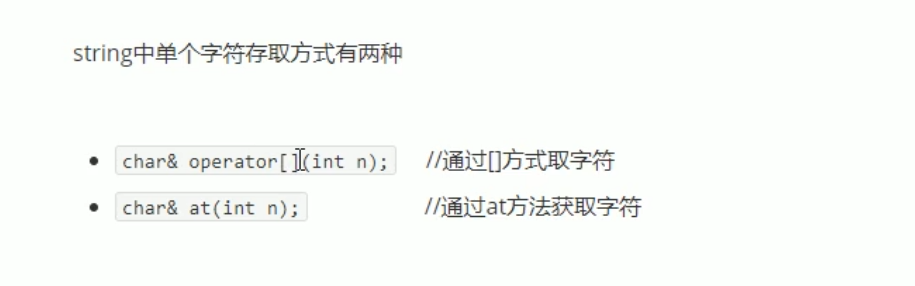 string中单个字符存取方式有两种
char& operator[](int n); //通过[]方式取字符
char& at(int n); //通过at方法获取字符